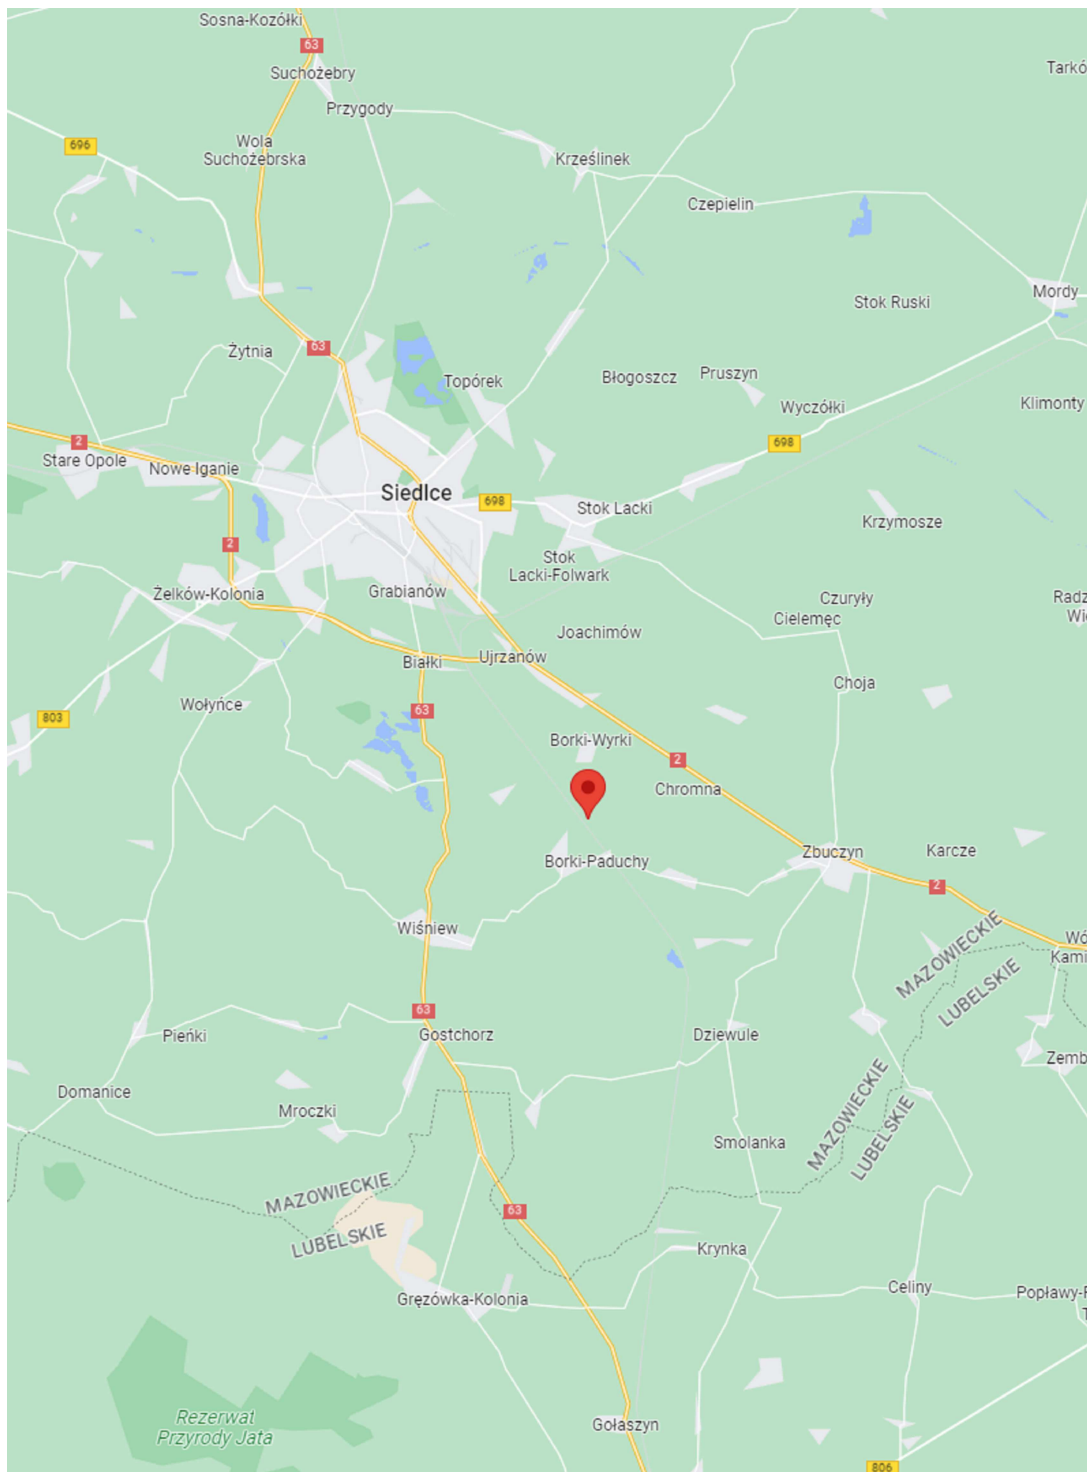 Sosna-Kozółki
63
Suchożebry
Tarkó
Przygody
696
Wola
Suchożebrska
Krześlinek
Czepielin
Mordy
Stok Ruski
63
Żytnia
Topórek
Błogoszcz
Pruszyn
Wyczółki
Klimonty
2
698
Stare Opole
Nowe Iganie
Siedlce
698
Stok Lacki
Krzymosze
2
Stok
Lacki-Folwark
Żelków-Kolonia
Grabianów
Czuryły
Radz
Wie
Cielemęc
Joachimów
Białki
Ujrzanów
Choja
Wołyńce
63
803
Borki-Wyrki
2
Chromna
Zbuczyn
Karcze
Borki-Paduchy
2
Wiśniew
MAZOWIECKIE
LUBELSKIE
Wó
Kami
63
Pieńki
Gostchorz
Dziewule
Zemb
Domanice
Mroczki
MAZOWIECKIE
LUBELSKIE
Smolanka
MAZOWIECKIE
LUBELSKIE
63
Krynka
Celiny
Popławy-R
Gręzówka-Kolonia
Rezerwat
Przyrody Jata
Gołaszyn
806